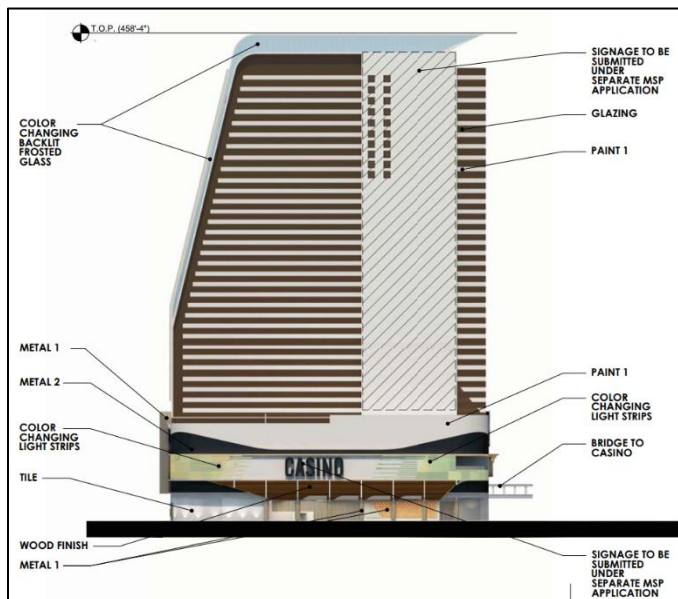 T.O.P. (458'-4")
SIGNAGE TO BE
SUBMITTED
UNDER
SEPARATE MSP
APPLICATION
GLAZING
PAINT 1
COLOR
CHANGING
BACKLIT
FROSTED
GLASS
METAL 1
METAL 2
COLOR
CHANGING
LIGHT STRIPS
TILE
WOOD FINISH
METAL 1
CASINO
PAINT 1
COLOR
CHANGING
LIGHT STRIPS
BRIDGE TO
CASINO
SIGNAGE TO BE
SUBMITTED
UNDER
SEPARATE MSP
APPLICATION